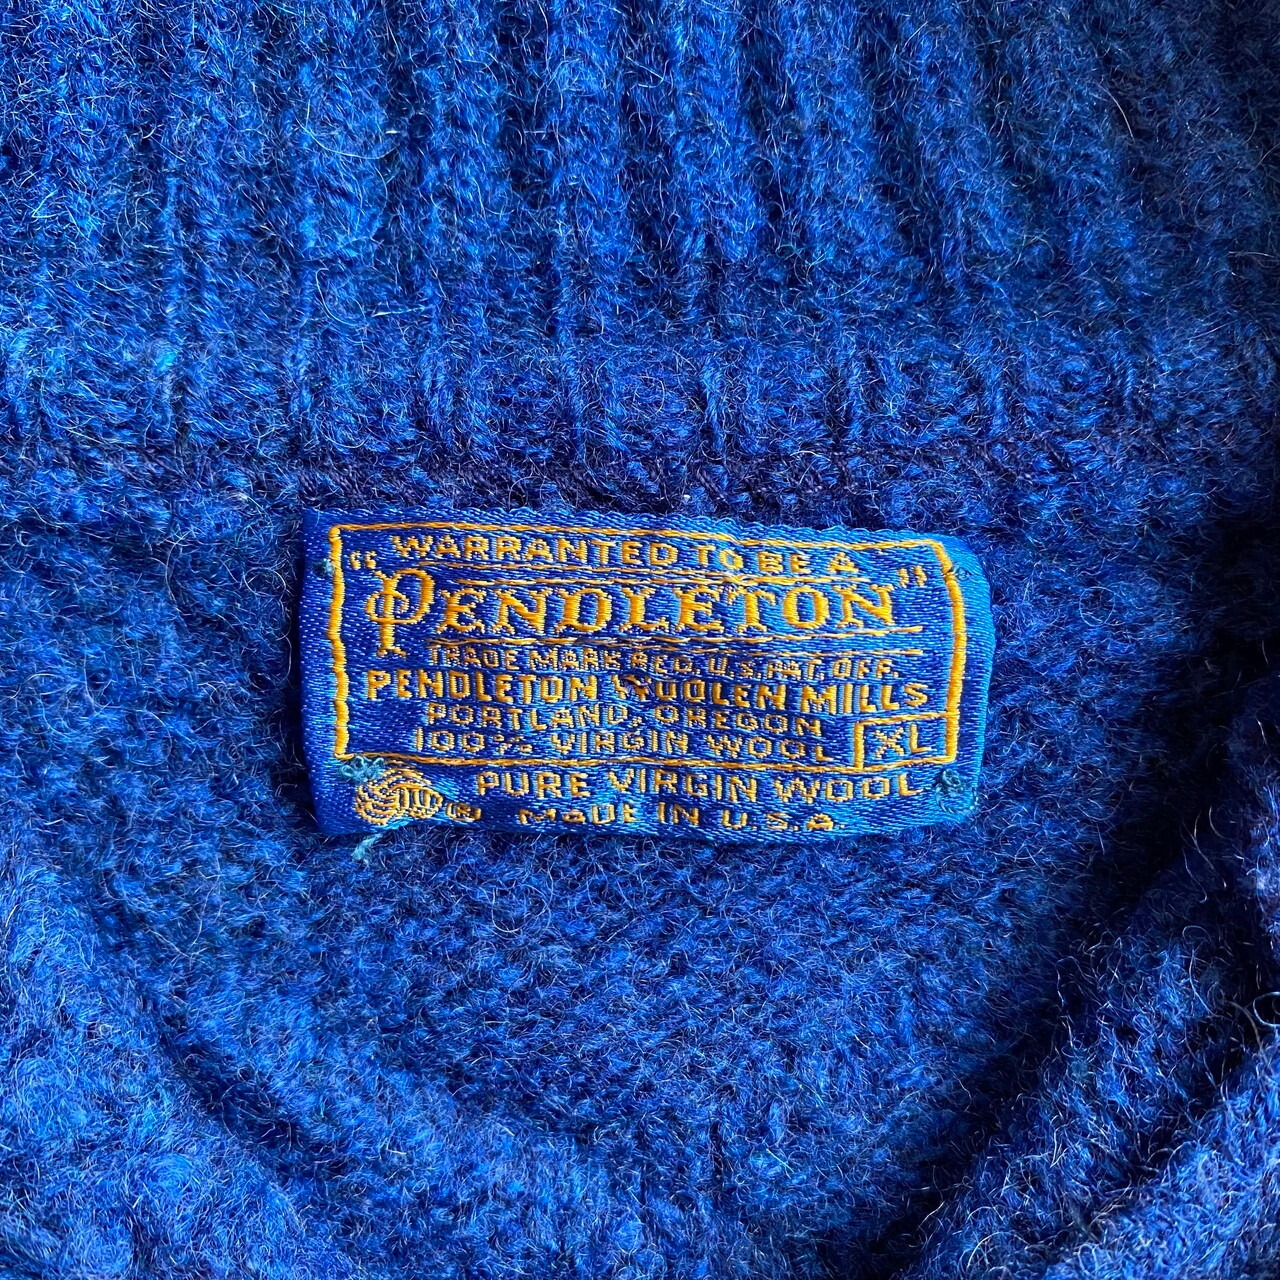 WARRANTED TO BE A
"PENDLETON"
TRADE MARK REG. U.S. PAT. OFF.
PENDLETON WOOLEN MILLS
PORTLAND, OREGON
100% VIRGIN WOOL XL
PURE VIRGIN WOOL
® MADE IN U.S.A.